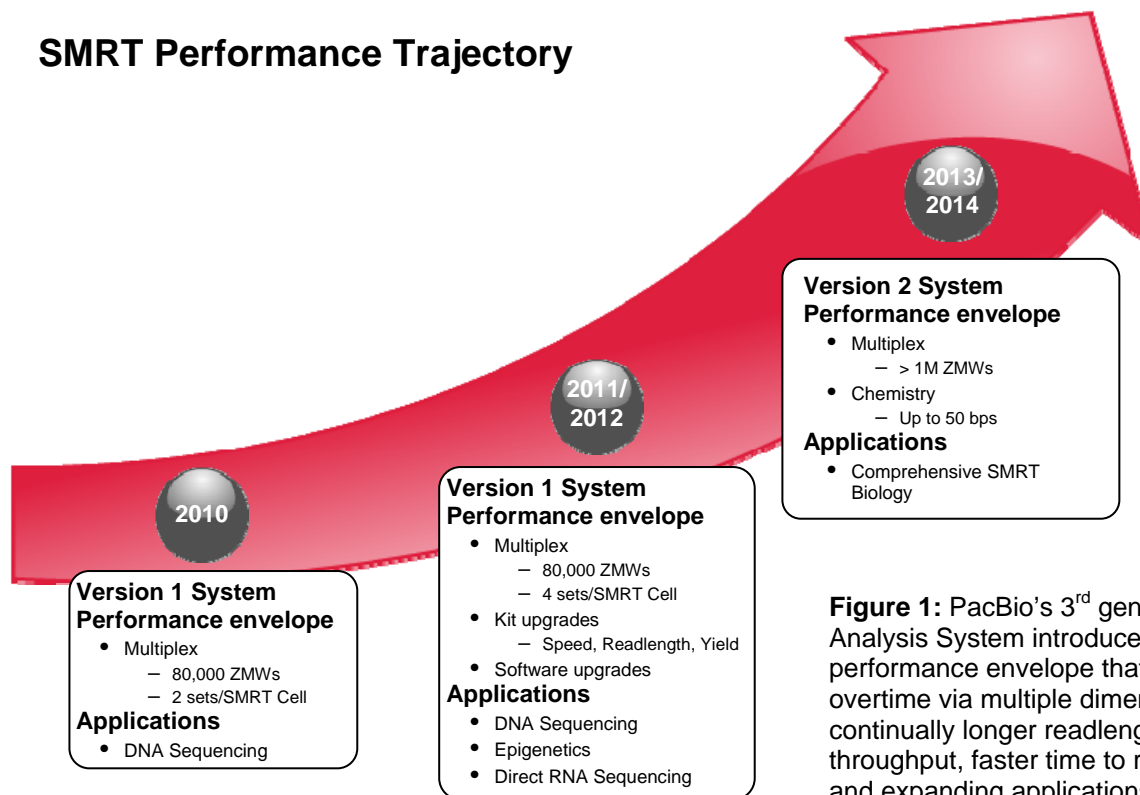 SMRT Performance Trajectory
2013/
2014
Version 2 System
Performance envelope
• Multiplex
– > 1M ZMWs
• Chemistry
– Up to 50 bps
Applications
• Comprehensive SMRT
Biology
2011/
2012
Version 1 System
Performance envelope
• Multiplex
– 80,000 ZMWs
– 4 sets/SMRT Cell
• Kit upgrades
– Speed, Readlength, Yield
• Software upgrades
Applications
• DNA Sequencing
• Epigenetics
• Direct RNA Sequencing
2010
Version 1 System
Performance envelope
• Multiplex
– 80,000 ZMWs
– 2 sets/SMRT Cell
Applications
• DNA Sequencing
Figure 1: PacBio's 3rd
Analysis System
performance envelope
overtime via multiple
continually longer
throughput, faster time to
and expanding